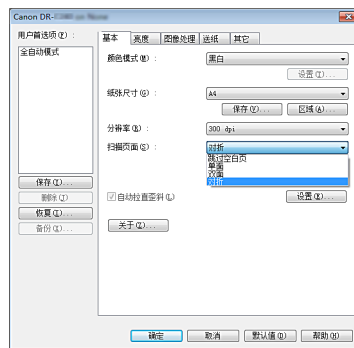 Canon DR-
用户首选项(P)：
全自动模式
保存(V)...
删除(J)
恢复(Y)...
备份(X)...
基本 亮度 图像处理 送纸 其它
颜色模式(M)： 黑白
设置(I)...
纸张尺寸(G)： A4
保存(Y)... 区域(A)...
分辨率(R)： 300 dpi
扫描页面(S)： 对折
跳过空白页
单面
双面
对折
自动拉直歪斜(L) 设置(E)...
关于(Z)...
确定 取消 默认值(D) 帮助(H)